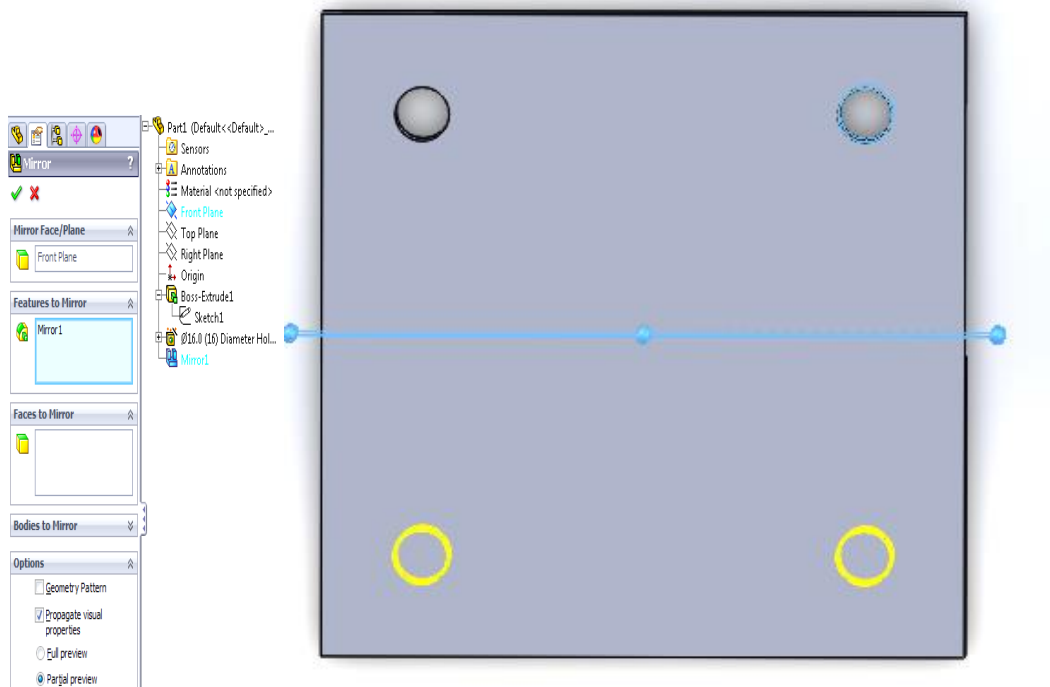 Mirror ?
Mirror Face/Plane
Front Plane
Features to Mirror
Mirror1
Faces to Mirror
Bodies to Mirror
Options
Geometry Pattern
Propagate visual
properties
Full preview
Partial preview
Part1 (Default<<Default>_...
Sensors
A Annotations
Material <not specified>
Front Plane
Top Plane
Right Plane
Origin
Boss-Extrude1
Sketch1
Ø16.0 (16) Diameter Hol...
Mirror1